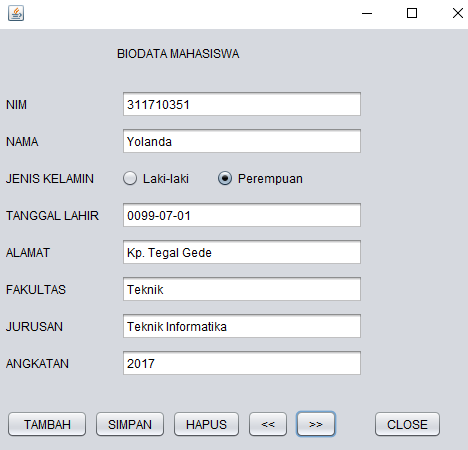 BIODATA MAHASISWA
NIM 311710351
NAMA Yolanda
JENIS KELAMIN Laki-laki Perempuan
TANGGAL LAHIR 0099-07-01
ALAMAT Kp. Tegal Gede
FAKULTAS Teknik
JURUSAN Teknik Informatika
ANGKATAN 2017
TAMBAH SIMPAN HAPUS << >> CLOSE